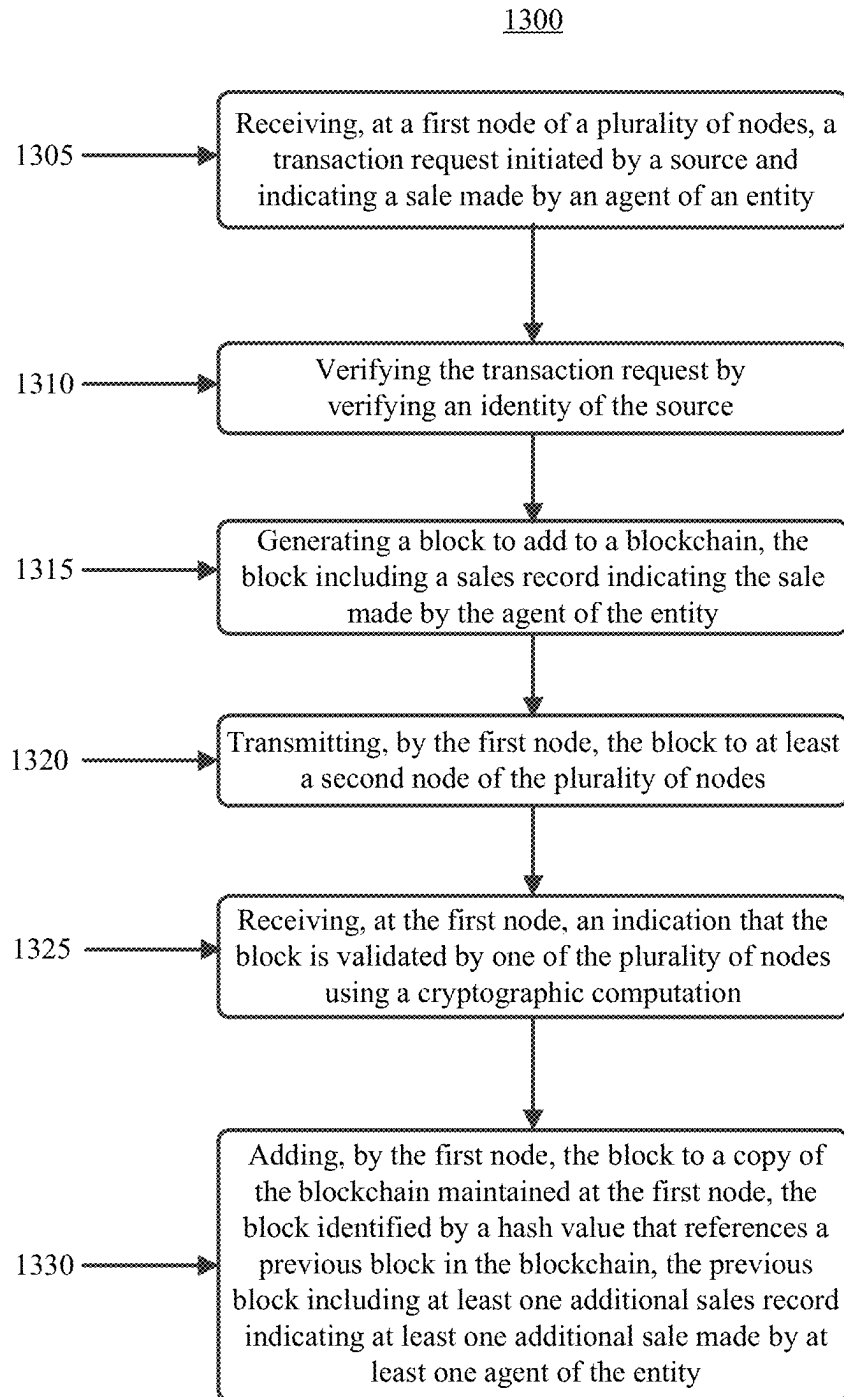 1300
1305
Receiving, at a first node of a plurality of nodes, a
transaction request initiated by a source and
indicating a sale made by an agent of an entity
1310
Verifying the transaction request by
verifying an identity of the source
1315
Generating a block to add to a blockchain, the
block including a sales record indicating the sale
made by the agent of the entity
1320
Transmitting, by the first node, the block to at least
a second node of the plurality of nodes
1325
Receiving, at the first node, an indication that the
block is validated by one of the plurality of nodes
using a cryptographic computation
1330
Adding, by the first node, the block to a copy of
the blockchain maintained at the first node, the
block identified by a hash value that references a
previous block in the blockchain, the previous
block including at least one additional sales record
indicating at least one additional sale made by at
least one agent of the entity